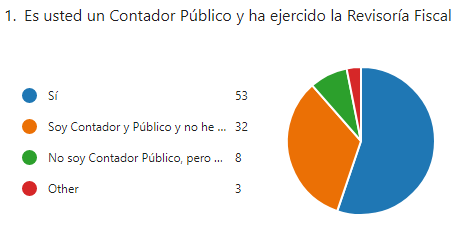 1. Es usted un Contador Público y ha ejercido la Revisoría Fiscal
Sí 53
Soy Contador y Público y no he ... 32
No soy Contador Público, pero ... 8
Other 3